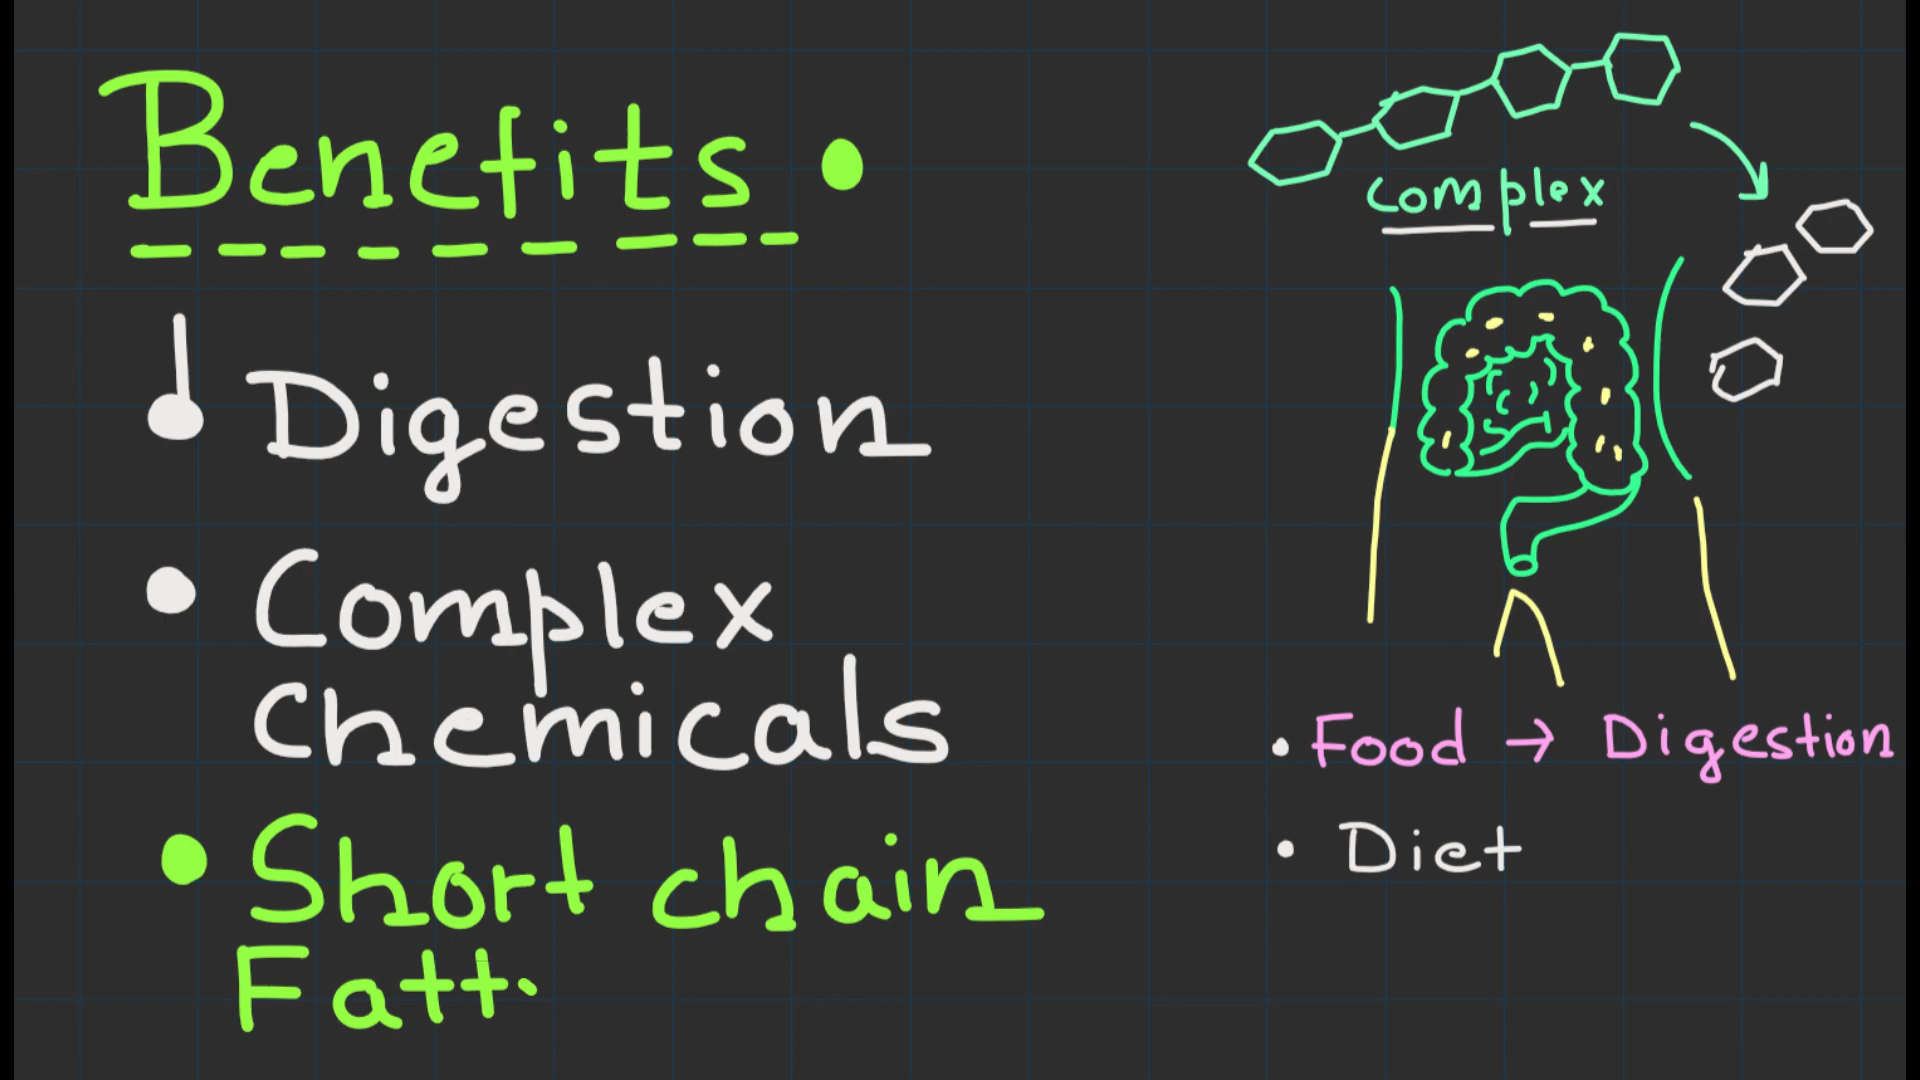 Benefits
Digestion
Complex
chemicals
Short chain
Fatt
Complex
Food → Digestion
Diet